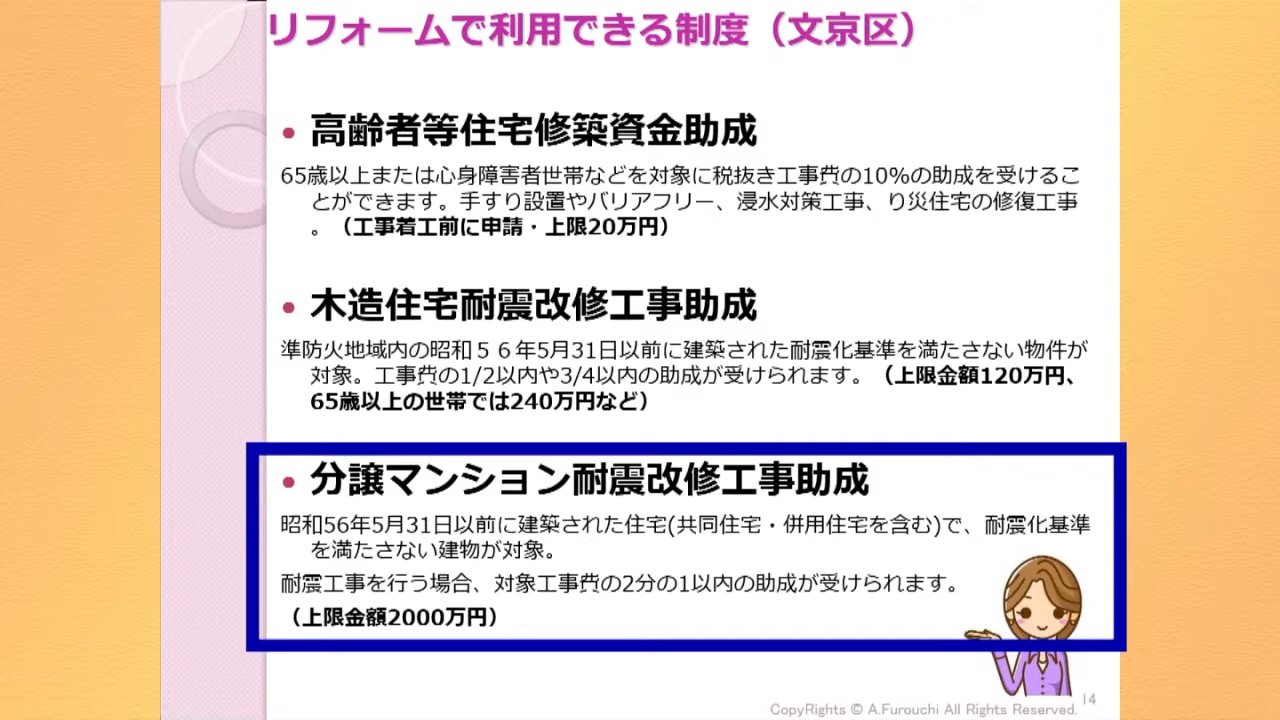 リフォームで利用できる制度（文京区）
• 高齢者等住宅修築資金助成
65歳以上または心身障害者世帯などを対象に税抜き工事費の10%の助成を受けるこ
とができます。手すり設置やバリアフリー、浸水対策工事、り災住宅の修復工事
。（工事着工前に申請・上限20万円）
• 木造住宅耐震改修工事助成
準防火地域内の昭和５６年5月31日以前に建築された耐震化基準を満たさない物件が
対象。工事費の1/2以内や3/4以内の助成が受けられます。（上限金額120万円、
65歳以上の世帯では240万円など）
• 分譲マンション耐震改修工事助成
昭和56年5月31日以前に建築された住宅(共同住宅・併用住宅を含む)で、耐震化基準
を満たさない建物が対象。
耐震工事を行う場合、対象工事費の2分の1以内の助成が受けられます。
（上限金額2000万円）
14
CopyRights © A.Furouchi All Rights Reserved.